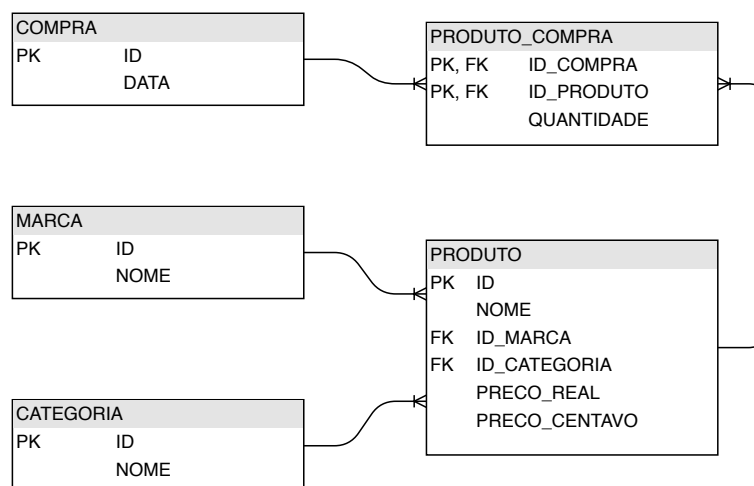 COMPRA
PK ID
DATA
PRODUTO_COMPRA
PK, FK ID_COMPRA
PK, FK ID_PRODUTO
QUANTIDADE
MARCA
PK ID
NOME
PRODUTO
PK ID
NOME
FK ID_MARCA
FK ID_CATEGORIA
PRECO_REAL
PRECO_CENTAVO
CATEGORIA
PK ID
NOME